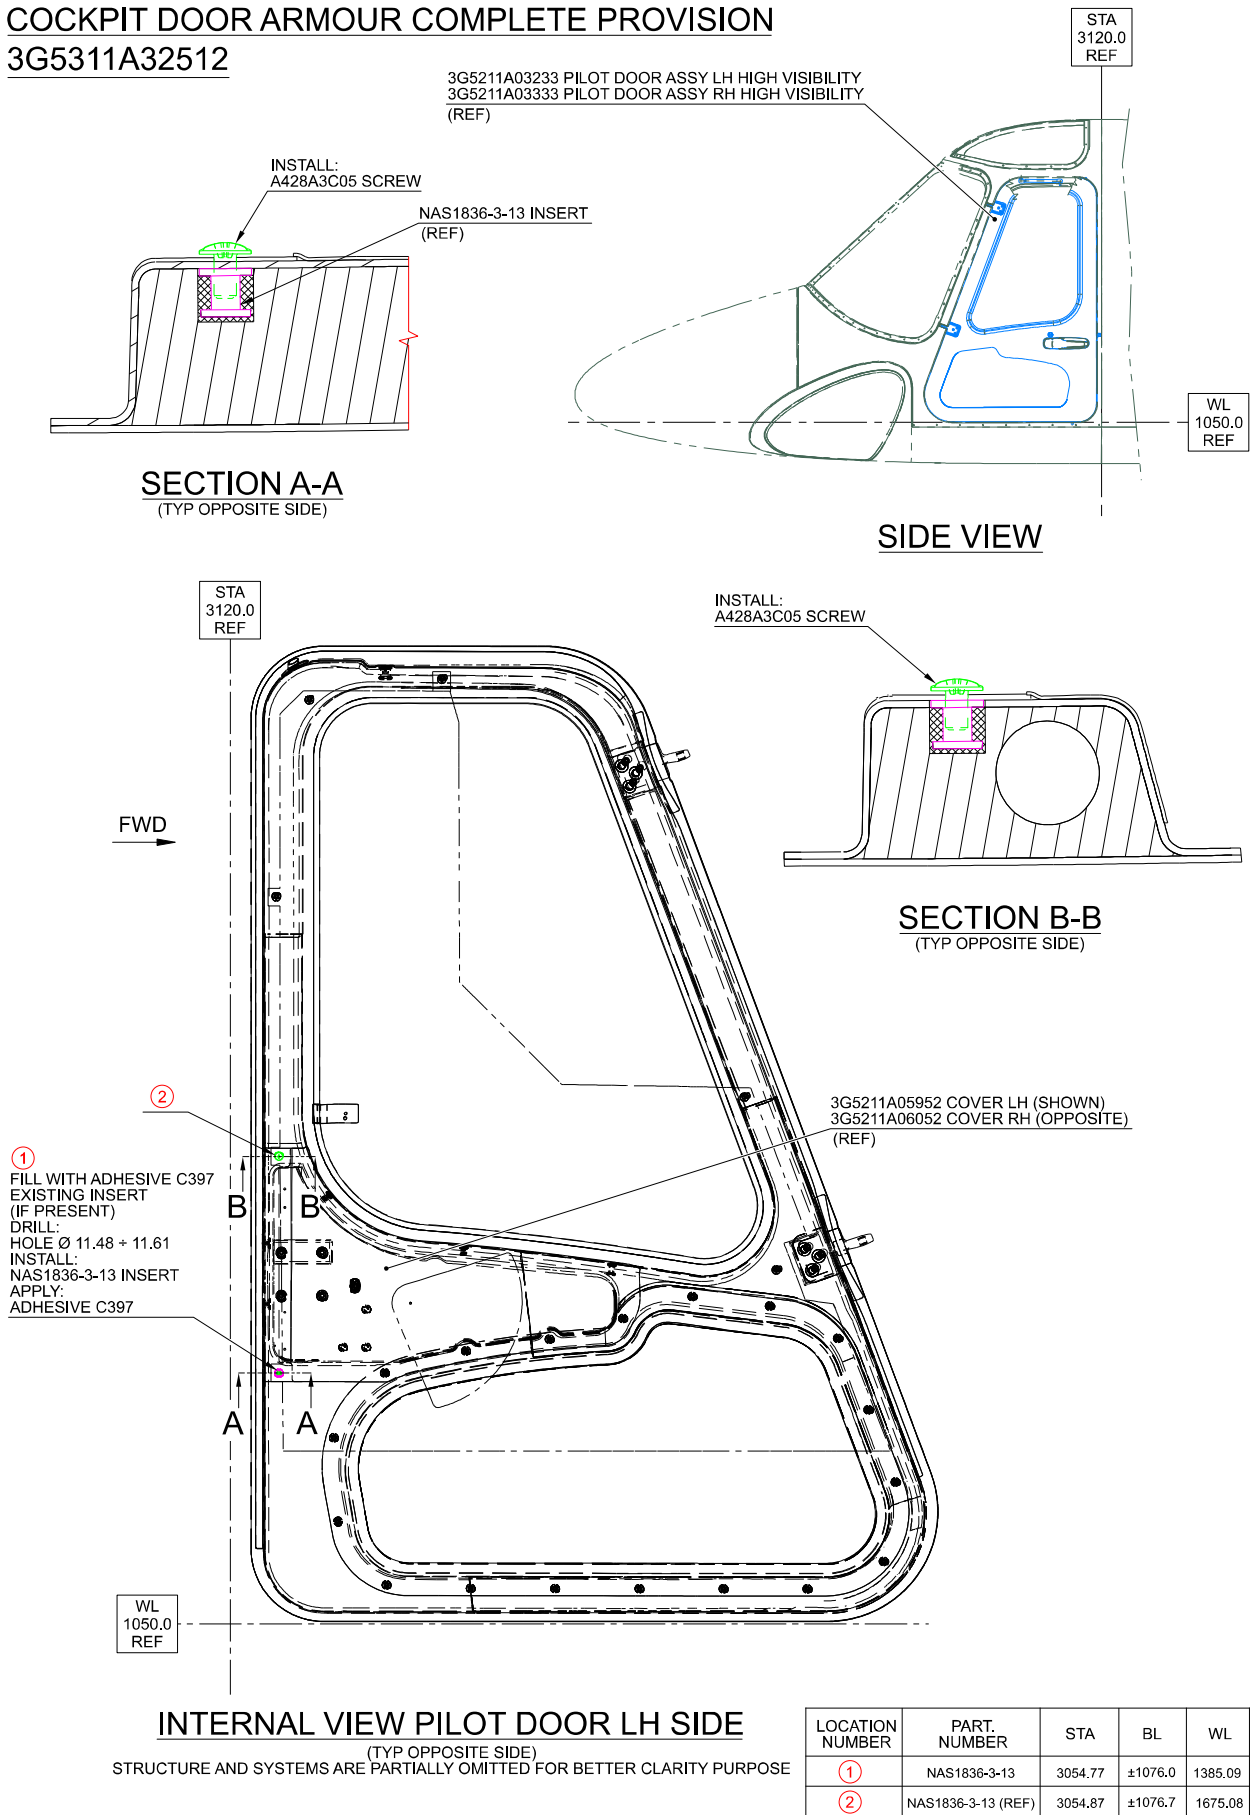 COCKPIT DOOR ARMOUR COMPLETE PROVISION
3G5311A32512
STA
3120.0
REF
3G5211A03233 PILOT DOOR ASSY LH HIGH VISIBILITY
3G5211A03333 PILOT DOOR ASSY RH HIGH VISIBILITY
(REF)
INSTALL:
A428A3C05 SCREW
NAS1836-3-13 INSERT
(REF)
WL
1050.0
REF
SECTION A-A
(TYP OPPOSITE SIDE)
SIDE VIEW
STA
3120.0
REF
INSTALL:
A428A3C05 SCREW
FWD
SECTION B-B
(TYP OPPOSITE SIDE)
2
3G5211A05952 COVER LH (SHOWN)
3G5211A06052 COVER RH (OPPOSITE)
(REF)
1
FILL WITH ADHESIVE C397
EXISTING INSERT
(IF PRESENT)
DRILL:
HOLE Ø 11.48 ÷ 11.61
INSTALL:
NAS1836-3-13 INSERT
APPLY:
ADHESIVE C397
B B
A A
WL
1050.0
REF
INTERNAL VIEW PILOT DOOR LH SIDE
(TYP OPPOSITE SIDE)
STRUCTURE AND SYSTEMS ARE PARTIALLY OMITTED FOR BETTER CLARITY PURPOSE
LOCATION NUMBER PART. NUMBER STA BL WL
1 NAS1836-3-13 3054.77 ±1076.0 1385.09
2 NAS1836-3-13 (REF) 3054.87 ±1076.7 1675.08